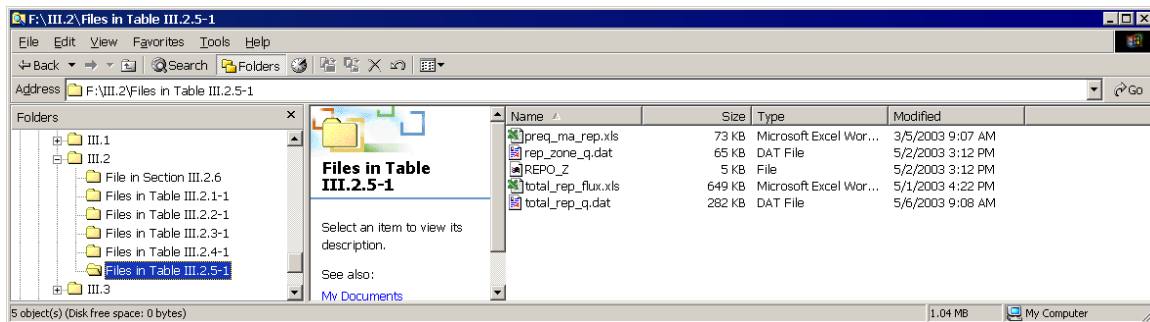 F:\III.2\Files in Table III.2.5-1
File Edit View Favorites Tools Help
Back Search Folders
Address F:\III.2\Files in Table III.2.5-1 Go
Folders
III.1
III.2
File in Section III.2.6
Files in Table III.2.1-1
Files in Table III.2.2-1
Files in Table III.2.3-1
Files in Table III.2.4-1
Files in Table III.2.5-1
III.3
Files in Table
III.2.5-1
Select an item to view its
description.
See also:
My Documents
Name Size Type Modified
preq_ma_rep.xls 73 KB Microsoft Excel Wor... 3/5/2003 9:07 AM
rep_zone_q.dat 65 KB DAT File 5/2/2003 3:12 PM
REPO_Z 5 KB File 5/2/2003 3:12 PM
total_rep_flux.xls 649 KB Microsoft Excel Wor... 5/1/2003 4:22 PM
total_rep_q.dat 282 KB DAT File 5/6/2003 9:08 AM
5 object(s) (Disk free space: 0 bytes) 1.04 MB My Computer